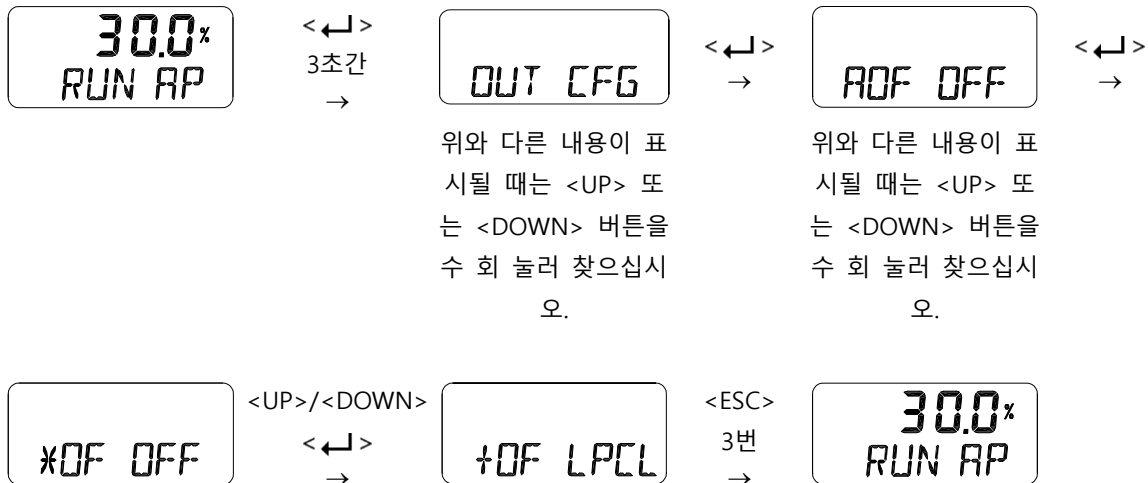 30.0%
RUN AP
<↵>
3초간
→
OUT CFG
<↵>
→
AOF OFF
<↵>
→
위와 다른 내용이 표
시될 때는 <UP> 또
는 <DOWN> 버튼을
수 회 눌러 찾으십시
오.
위와 다른 내용이 표
시될 때는 <UP> 또
는 <DOWN> 버튼을
수 회 눌러 찾으십시
오.
*OF OFF
<UP>/<DOWN>
<↵>
→
+OF LPCL
<ESC>
3번
→
30.0%
RUN AP